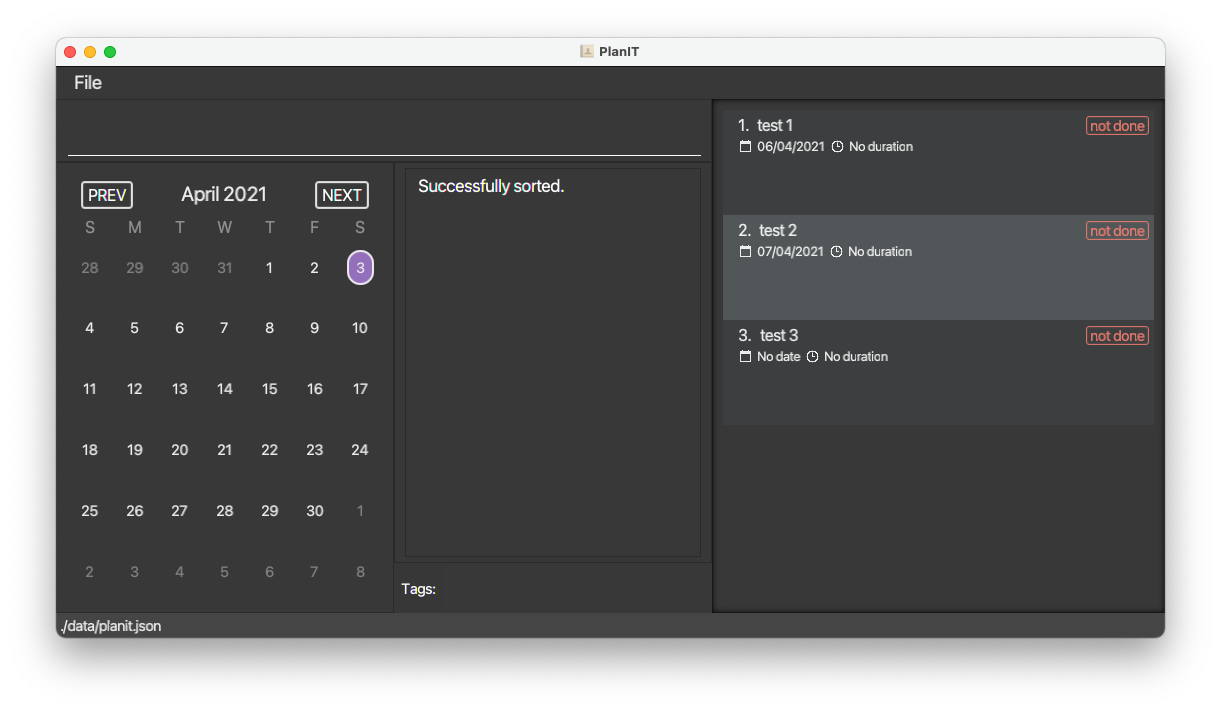 PlanIT
File
PREV April 2021 NEXT
S M T W T F S
28 29 30 31 1 2 3
4 5 6 7 8 9 10
11 12 13 14 15 16 17
18 19 20 21 22 23 24
25 26 27 28 29 30 1
2 3 4 5 6 7 8
Successfully sorted.
Tags:
1. test 1 not done
06/04/2021 No duration
2. test 2 not done
07/04/2021 No duration
3. test 3 not done
No date No duration
./data/planit.json